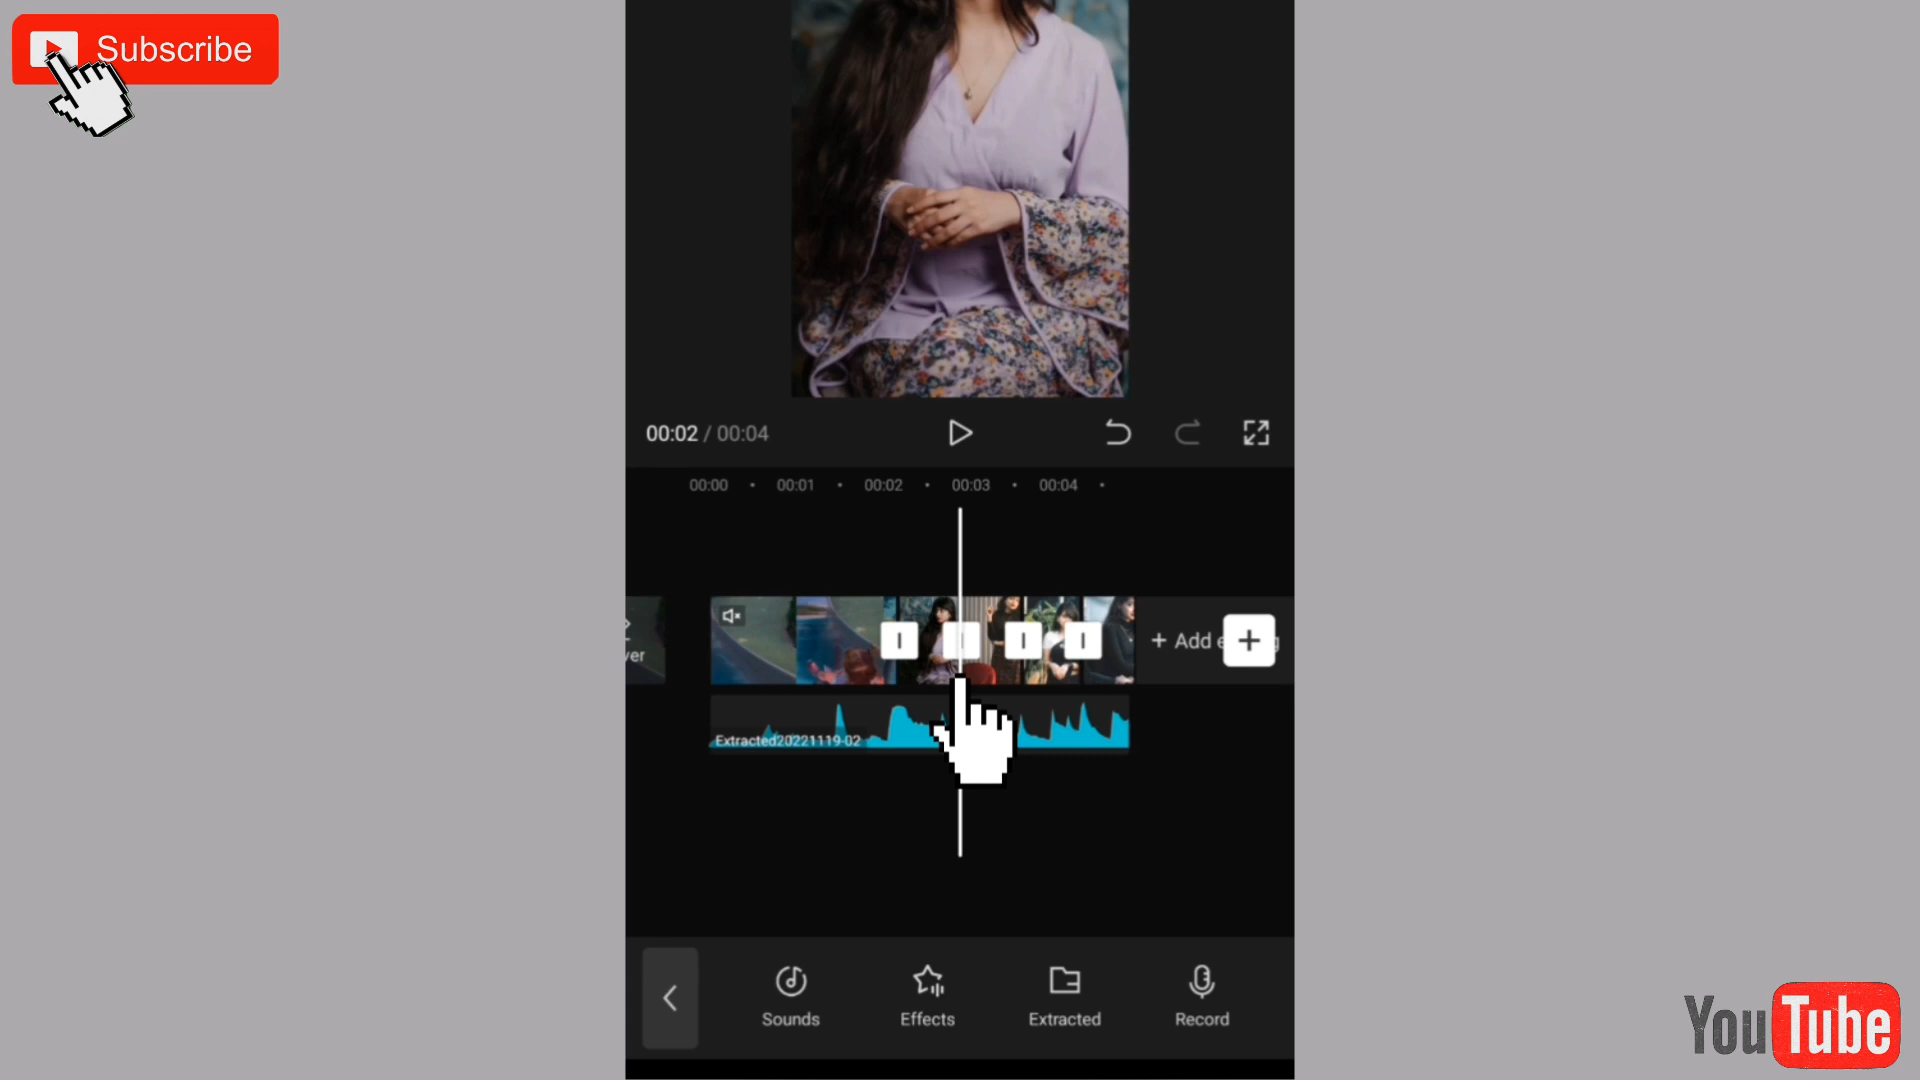 Subscribe
00:02 / 00:04
00:00 00:01 00:02 00:03 00:04
ver
+ Add e
Extracted20221119-02
Sounds Effects Extracted Record
YouTube